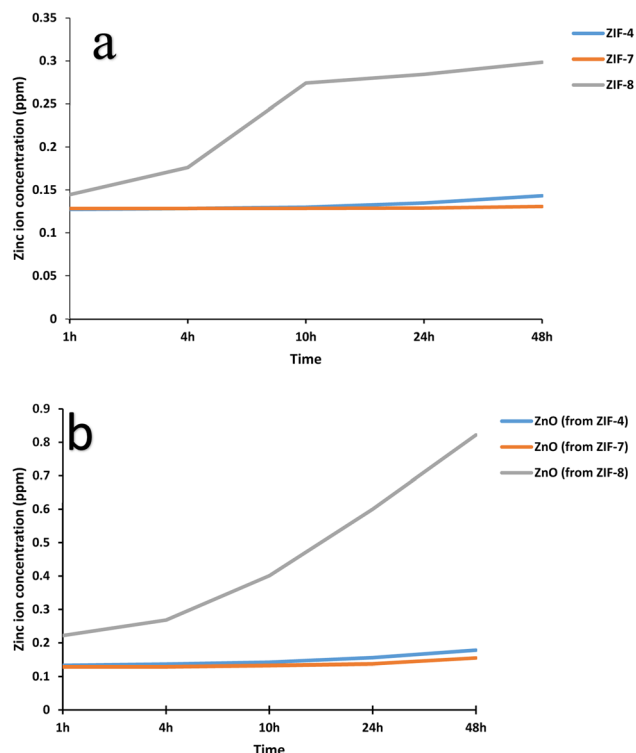 a
0.35
0.3
0.25
0.2
0.15
0.1
0.05
0
Zinc ion concentration (ppm)
1h 4h 10h 24h 48h
Time
ZIF-4
ZIF-7
ZIF-8
b
0.9
0.8
0.7
0.6
0.5
0.4
0.3
0.2
0.1
0
Zinc ion concentration (ppm)
1h 4h 10h 24h 48h
Time
ZnO (from ZIF-4)
ZnO (from ZIF-7)
ZnO (from ZIF-8)